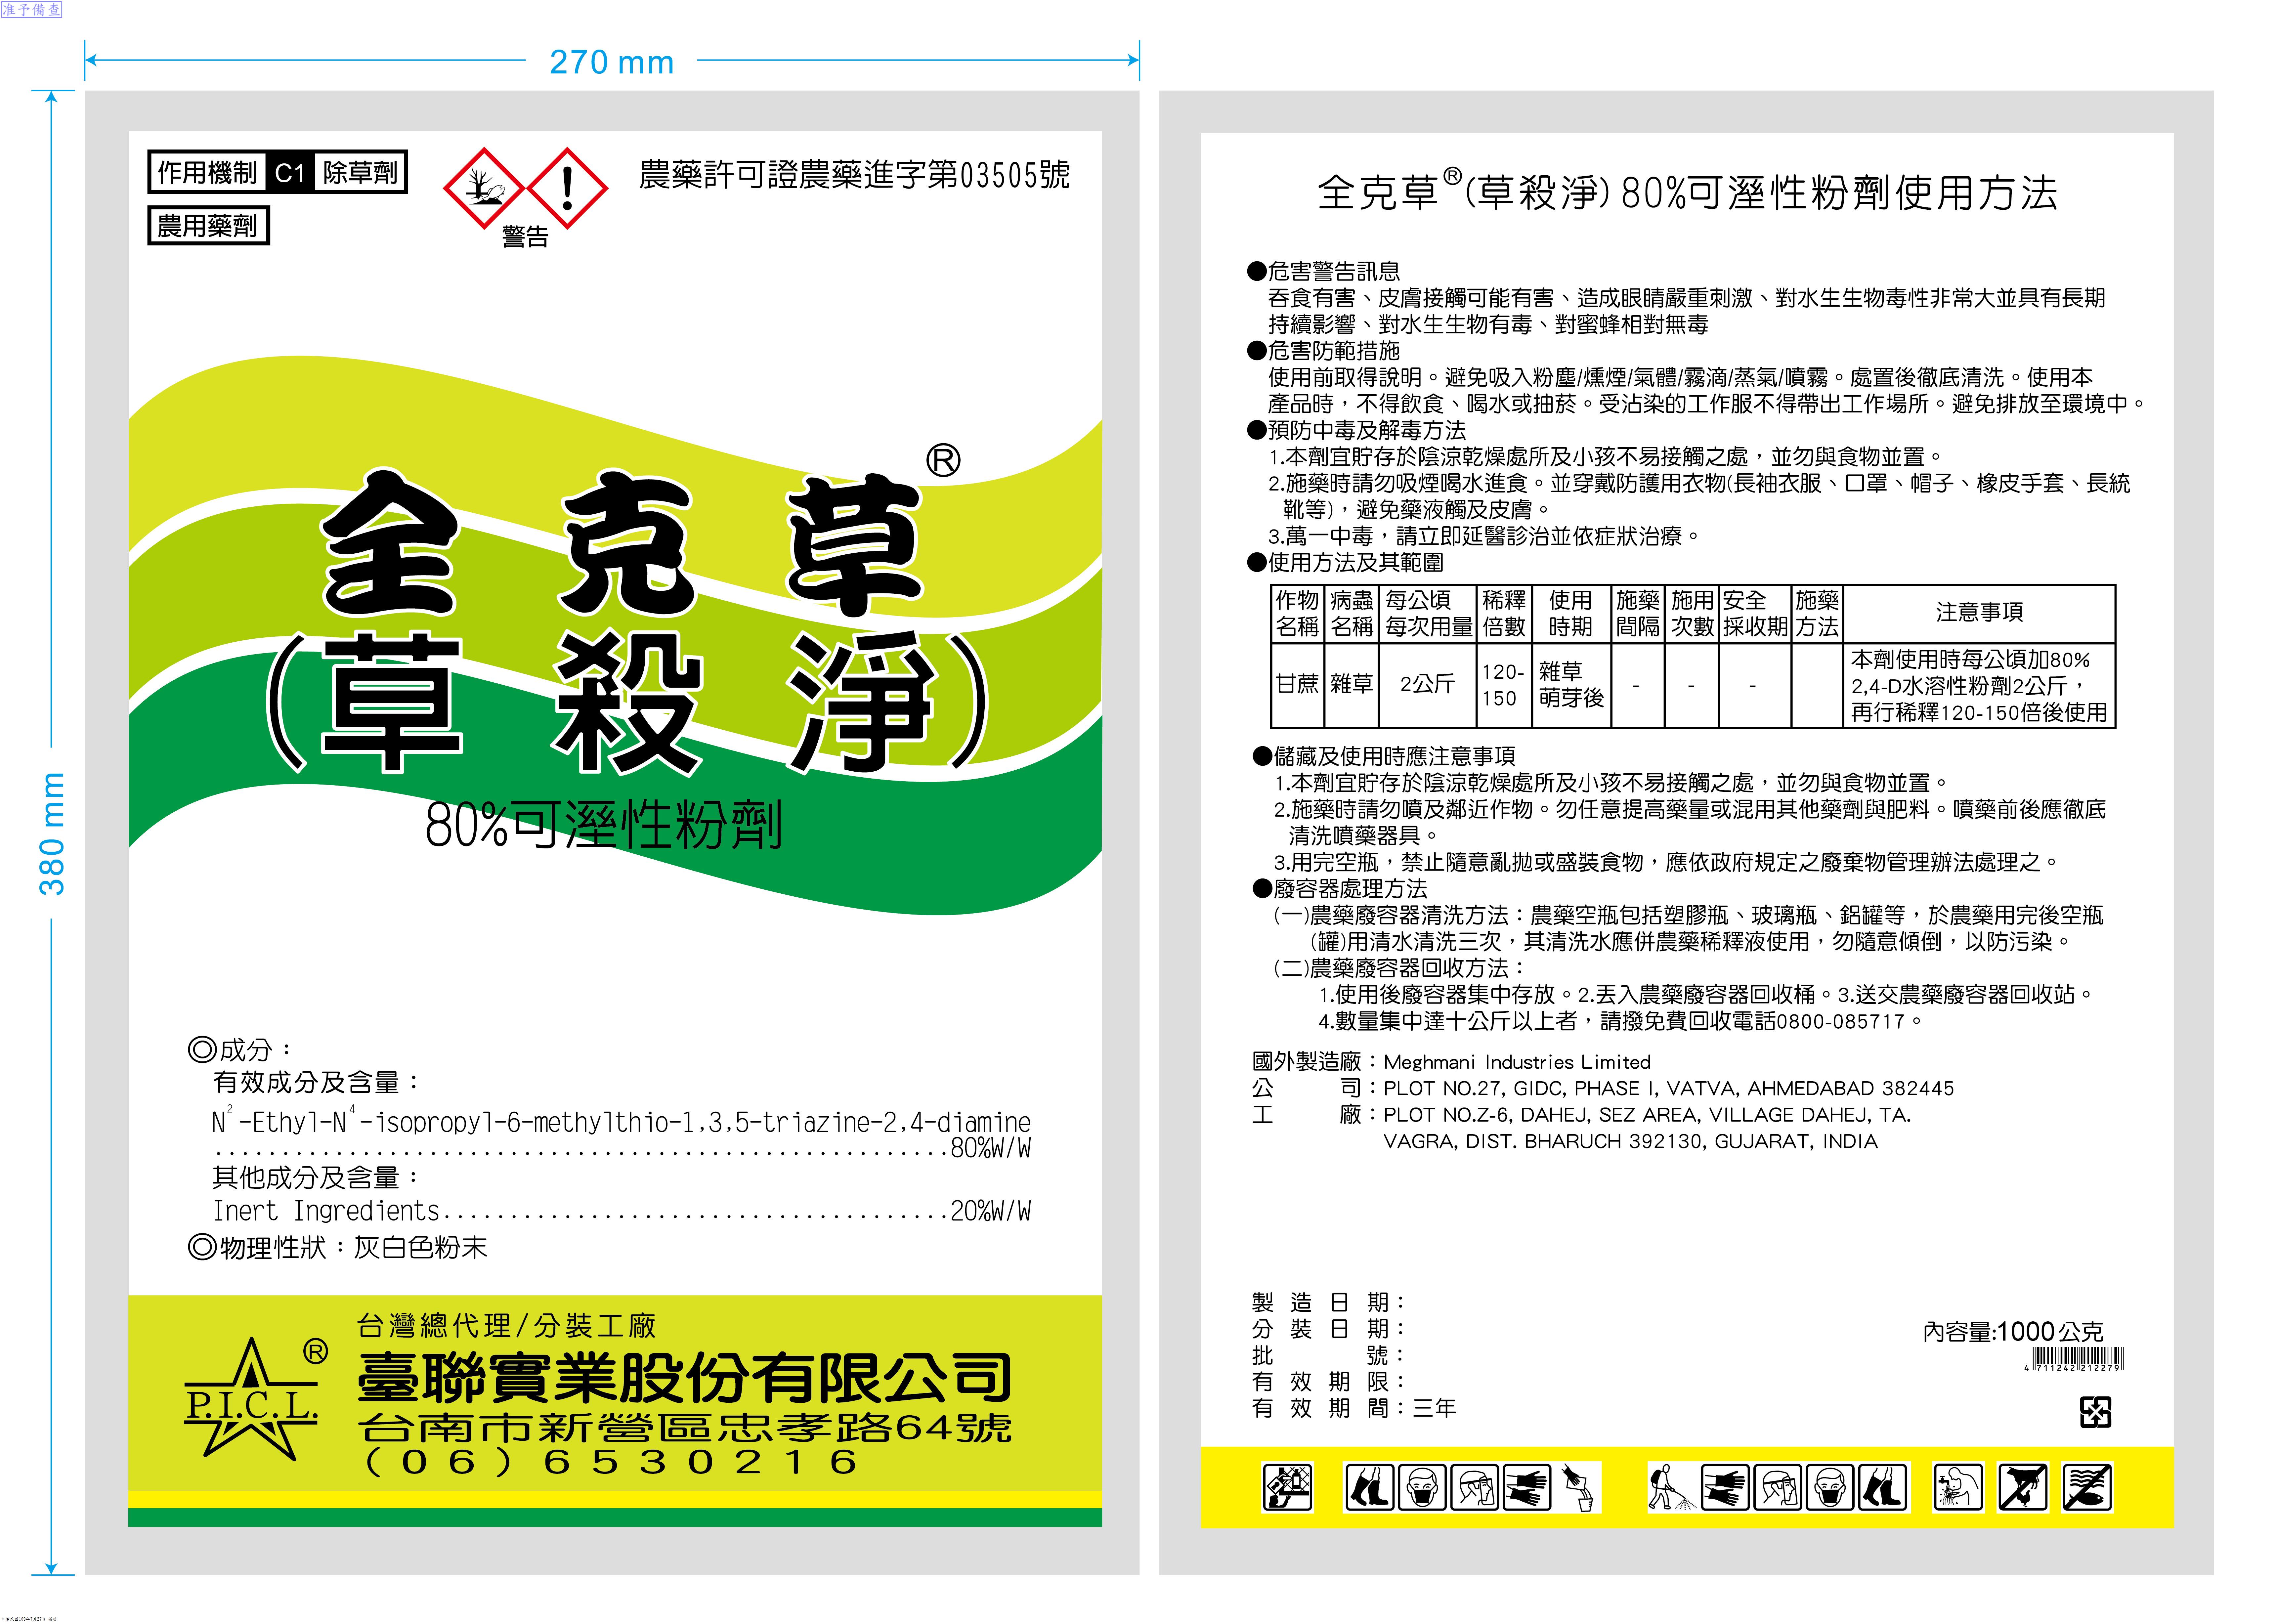 准予備查
270 mm
380 mm
作用機制 C1 除草劑
農用藥劑
警告
農藥許可證農藥進字第03505號
全克草®
(草殺淨)
80%可溼性粉劑
◎成分：
有效成分及含量：
N²-Ethyl-N⁴-isopropyl-6-methylthio-1,3,5-triazine-2,4-diamine
......................................................80%W/W
其他成分及含量：
Inert Ingredients.....................................20%W/W
◎物理性狀：灰白色粉末
P.I.C.L. ®
台灣總代理/分裝工廠
臺聯實業股份有限公司
台南市新營區忠孝路64號
(06)6530216
全克草®(草殺淨)80%可溼性粉劑使用方法
●危害警告訊息
吞食有害、皮膚接觸可能有害、造成眼睛嚴重刺激、對水生生物毒性非常大並具有長期
持續影響、對水生生物有毒、對蜜蜂相對無毒
●危害防範措施
使用前取得說明。避免吸入粉塵/燻煙/氣體/霧滴/蒸氣/噴霧。處置後徹底清洗。使用本
產品時，不得飲食、喝水或抽菸。受沾染的工作服不得帶出工作場所。避免排放至環境中。
●預防中毒及解毒方法
1.本劑宜貯存於陰涼乾燥處所及小孩不易接觸之處，並勿與食物並置。
2.施藥時請勿吸煙喝水進食。並穿戴防護用衣物(長袖衣服、口罩、帽子、橡皮手套、長統
靴等)，避免藥液觸及皮膚。
3.萬一中毒，請立即延醫診治並依症狀治療。
●使用方法及其範圍
作物名稱 病蟲名稱 每公頃每次用量 稀釋倍數 使用時期 施藥間隔 施用次數 安全採收期 施藥方法 注意事項
甘蔗 雜草 2公斤 120-150 雜草萌芽後 - - - 本劑使用時每公頃加80%
2,4-D水溶性粉劑2公斤，
再行稀釋120-150倍後使用
●儲藏及使用時應注意事項
1.本劑宜貯存於陰涼乾燥處所及小孩不易接觸之處，並勿與食物並置。
2.施藥時請勿噴及鄰近作物。勿任意提高藥量或混用其他藥劑與肥料。噴藥前後應徹底
清洗噴藥器具。
3.用完空瓶，禁止隨意亂拋或盛裝食物，應依政府規定之廢棄物管理辦法處理之。
●廢容器處理方法
(一)農藥廢容器清洗方法：農藥空瓶包括塑膠瓶、玻璃瓶、鋁罐等，於農藥用完後空瓶
(罐)用清水清洗三次，其清洗水應併農藥稀釋液使用，勿隨意傾倒，以防污染。
(二)農藥廢容器回收方法：
1.使用後廢容器集中存放。2.丟入農藥廢容器回收桶。3.送交農藥廢容器回收站。
4.數量集中達十公斤以上者，請撥免費回收電話0800-085717。
國外製造廠：Meghmani Industries Limited
公　　　司：PLOT NO.27, GIDC, PHASE I, VATVA, AHMEDABAD 382445
工　　　廠：PLOT NO.Z-6, DAHEJ, SEZ AREA, VILLAGE DAHEJ, TA.
VAGRA, DIST. BHARUCH 392130, GUJARAT, INDIA
製造日期：
分裝日期：
批　　號：
有效期限：
有效期間：三年
內容量:1000公克
4 711242 212279